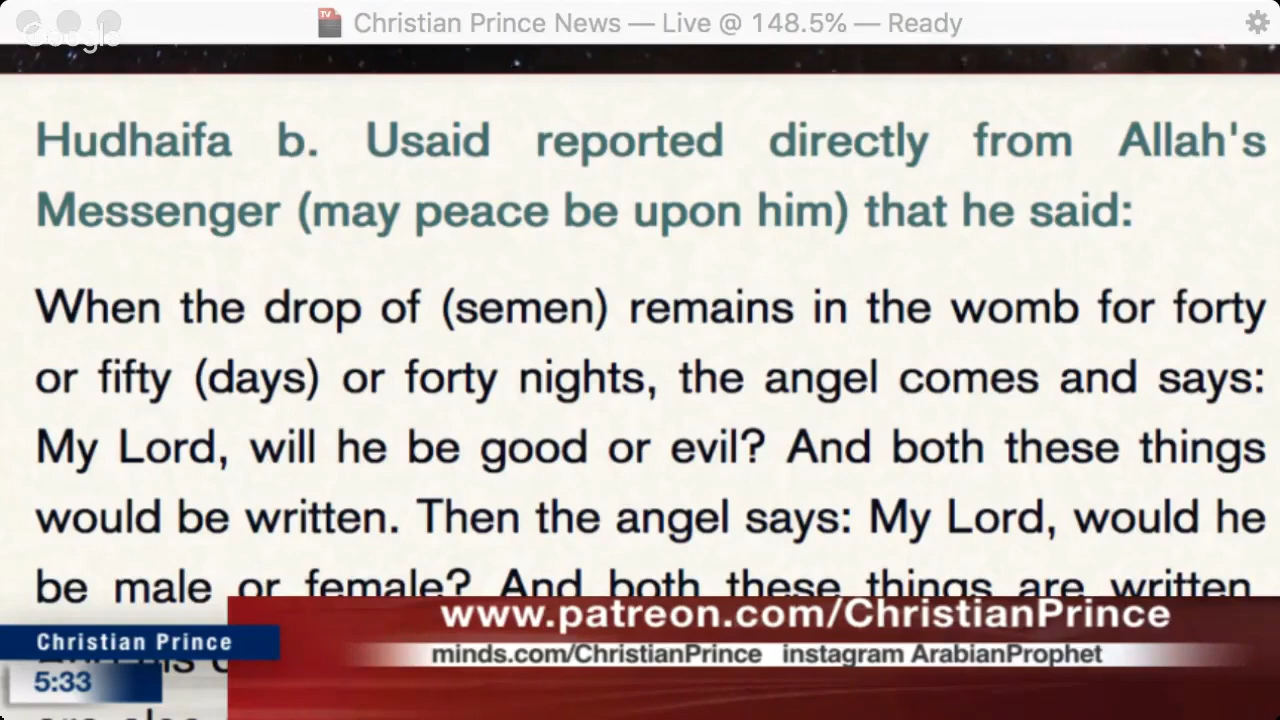 Christian Prince News — Live @ 148.5% — Ready
Google
Hudhaifa b. Usaid reported directly from Allah's
Messenger (may peace be upon him) that he said:
When the drop of (semen) remains in the womb for forty
or fifty (days) or forty nights, the angel comes and says:
My Lord, will he be good or evil? And both these things
would be written. Then the angel says: My Lord, would he
be male or female? And both these things are written.
www.patreon.com/ChristianPrince
Christian Prince
minds.com/ChristianPrince instagram ArabianProphet
5:33